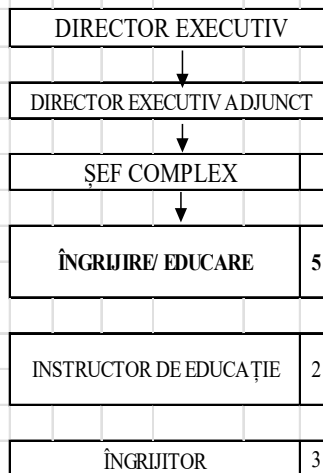 DIRECTOR EXECUTIV
DIRECTOR EXECUTIV ADJUNCT
ȘEF COMPLEX
ÎNGRIJIRE/ EDUCARE 5
INSTRUCTOR DE EDUCAȚIE 2
ÎNGRIJITOR 3